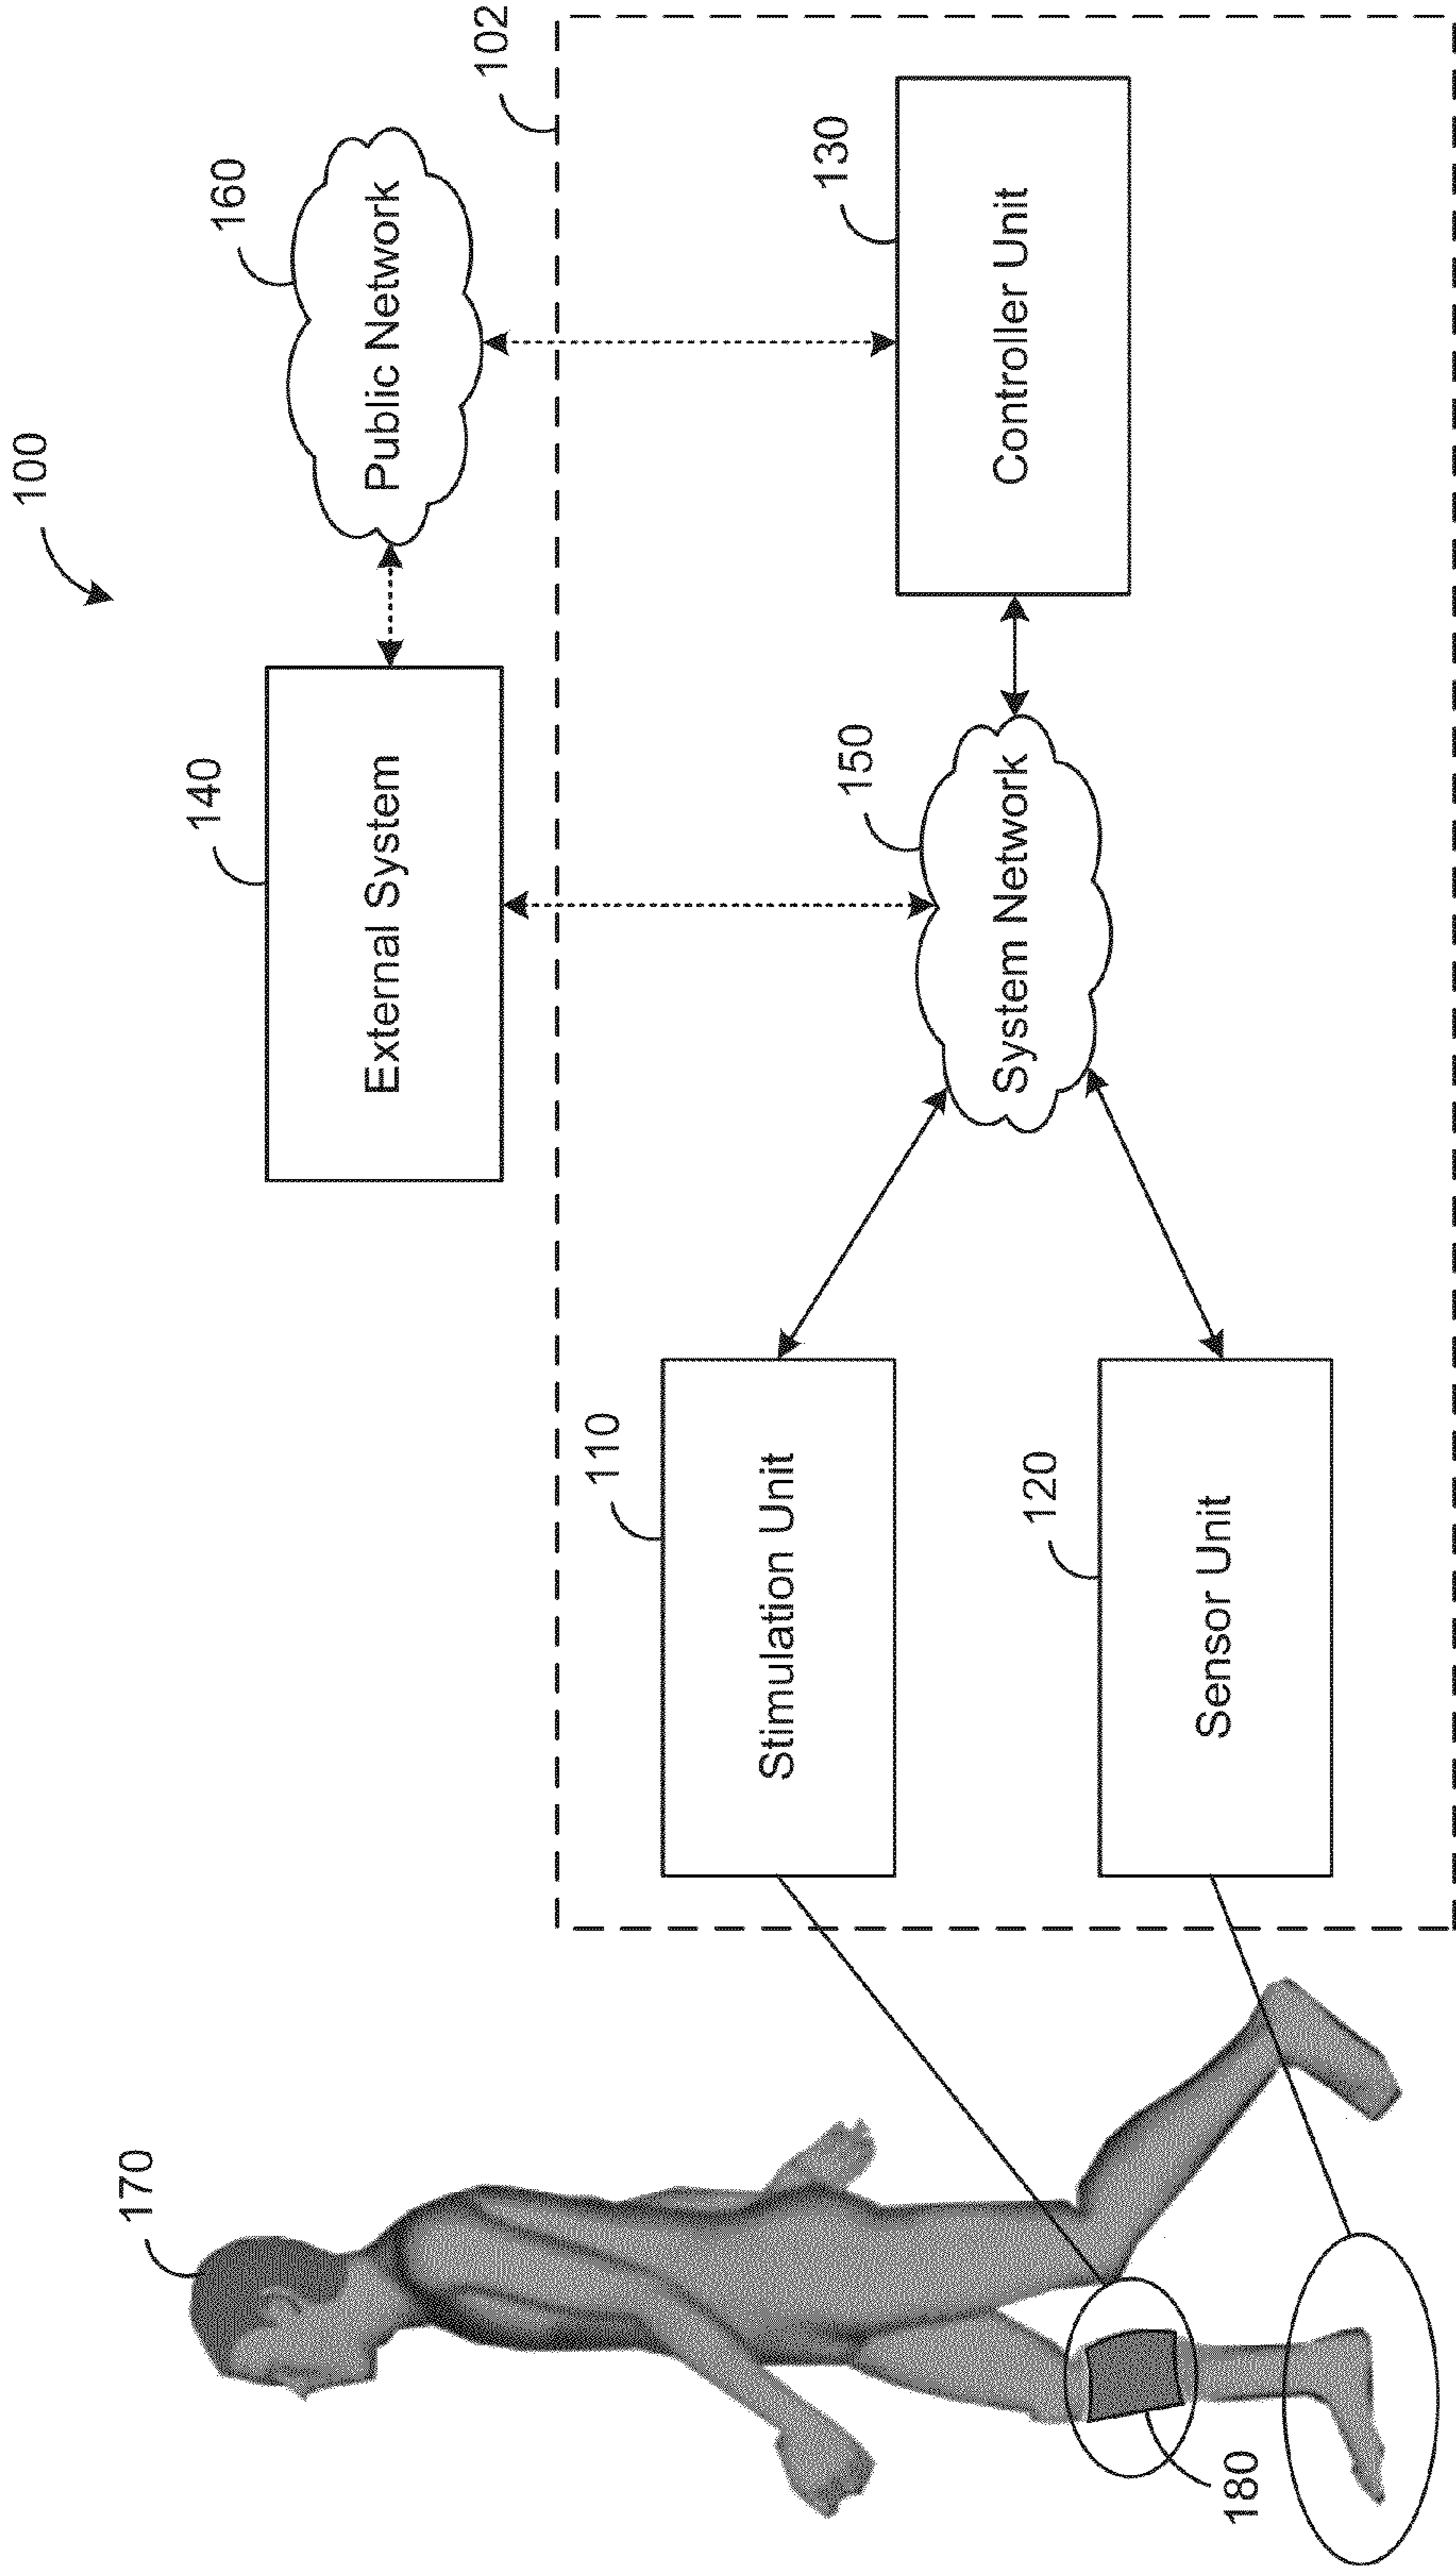 100
170
140
External System
160
Public Network
102
110
Stimulation Unit
150
System Network
130
Controller Unit
120
Sensor Unit
180